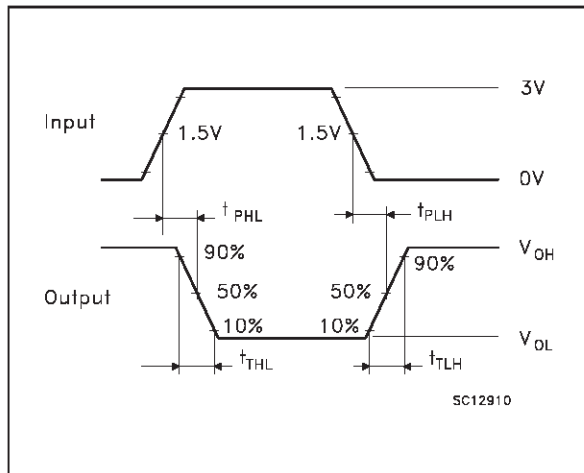 3V
Input
1.5V
1.5V
0V
t PHL
t PLH
90%
90%
V OH
Output
50%
50%
10%
10%
V OL
t THL
t TLH
SC12910